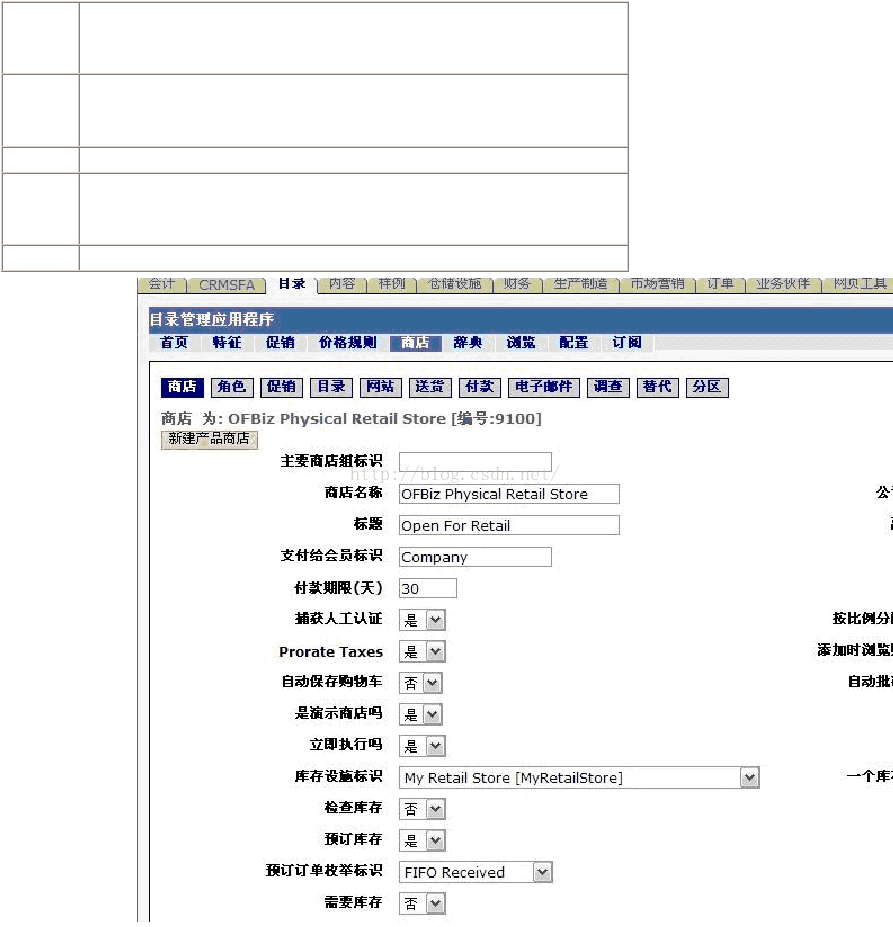 会计 CRMSFA 目录 内容 样例 仓储设施 财务 生产制造 市场营销 订单 业务伙伴 网页工具
目录管理应用程序
首页 特征 促销 价格规则 商店 辞典 浏览 配置 订阅
商店 角色 促销 目录 网站 送货 付款 电子邮件 调查 替代 分区
商店 为: OFBiz Physical Retail Store [编号:9100]
新建产品商店
主要商店組标识
http://blog.csdn.net/
商店名称 OFBiz Physical Retail Store
标题 Open For Retail
支付给会员标识 Company
付款期限(天) 30
捕获人工认证 是 按比例分
Prorate Taxes 是 添加时浏览
自动保存购物车 否 自动批
是演示商店吗 是
立即执行吗 是
库存设施标识 My Retail Store [MyRetailStore] 一个库
检查库存 否
预订库存 是
预订订单枚举标识 FIFO Received
需要库存 否